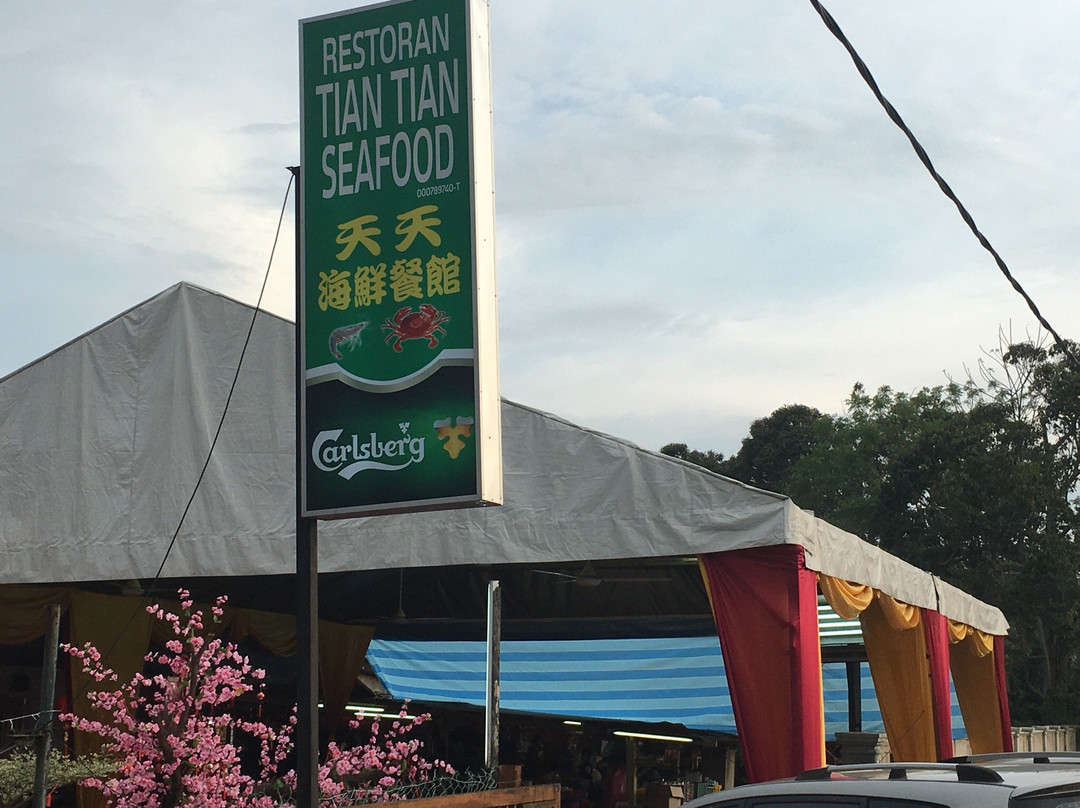 RESTORAN
TIAN TIAN
SEAFOOD
000789740-T
天天
海鮮餐館
Carlsberg